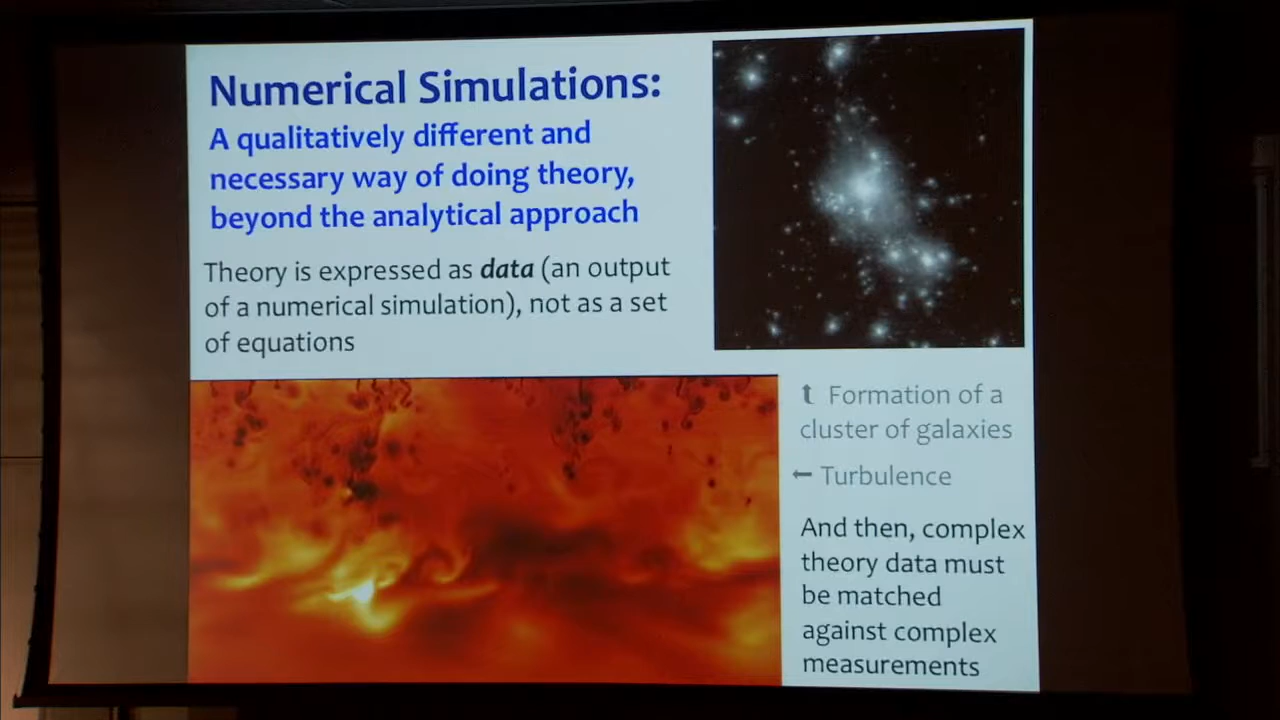 Numerical Simulations:
A qualitatively different and
necessary way of doing theory,
beyond the analytical approach
Theory is expressed as data (an output
of a numerical simulation), not as a set
of equations
Formation of a
cluster of galaxies
Turbulence
And then, complex
theory data must
be matched
against complex
measurements